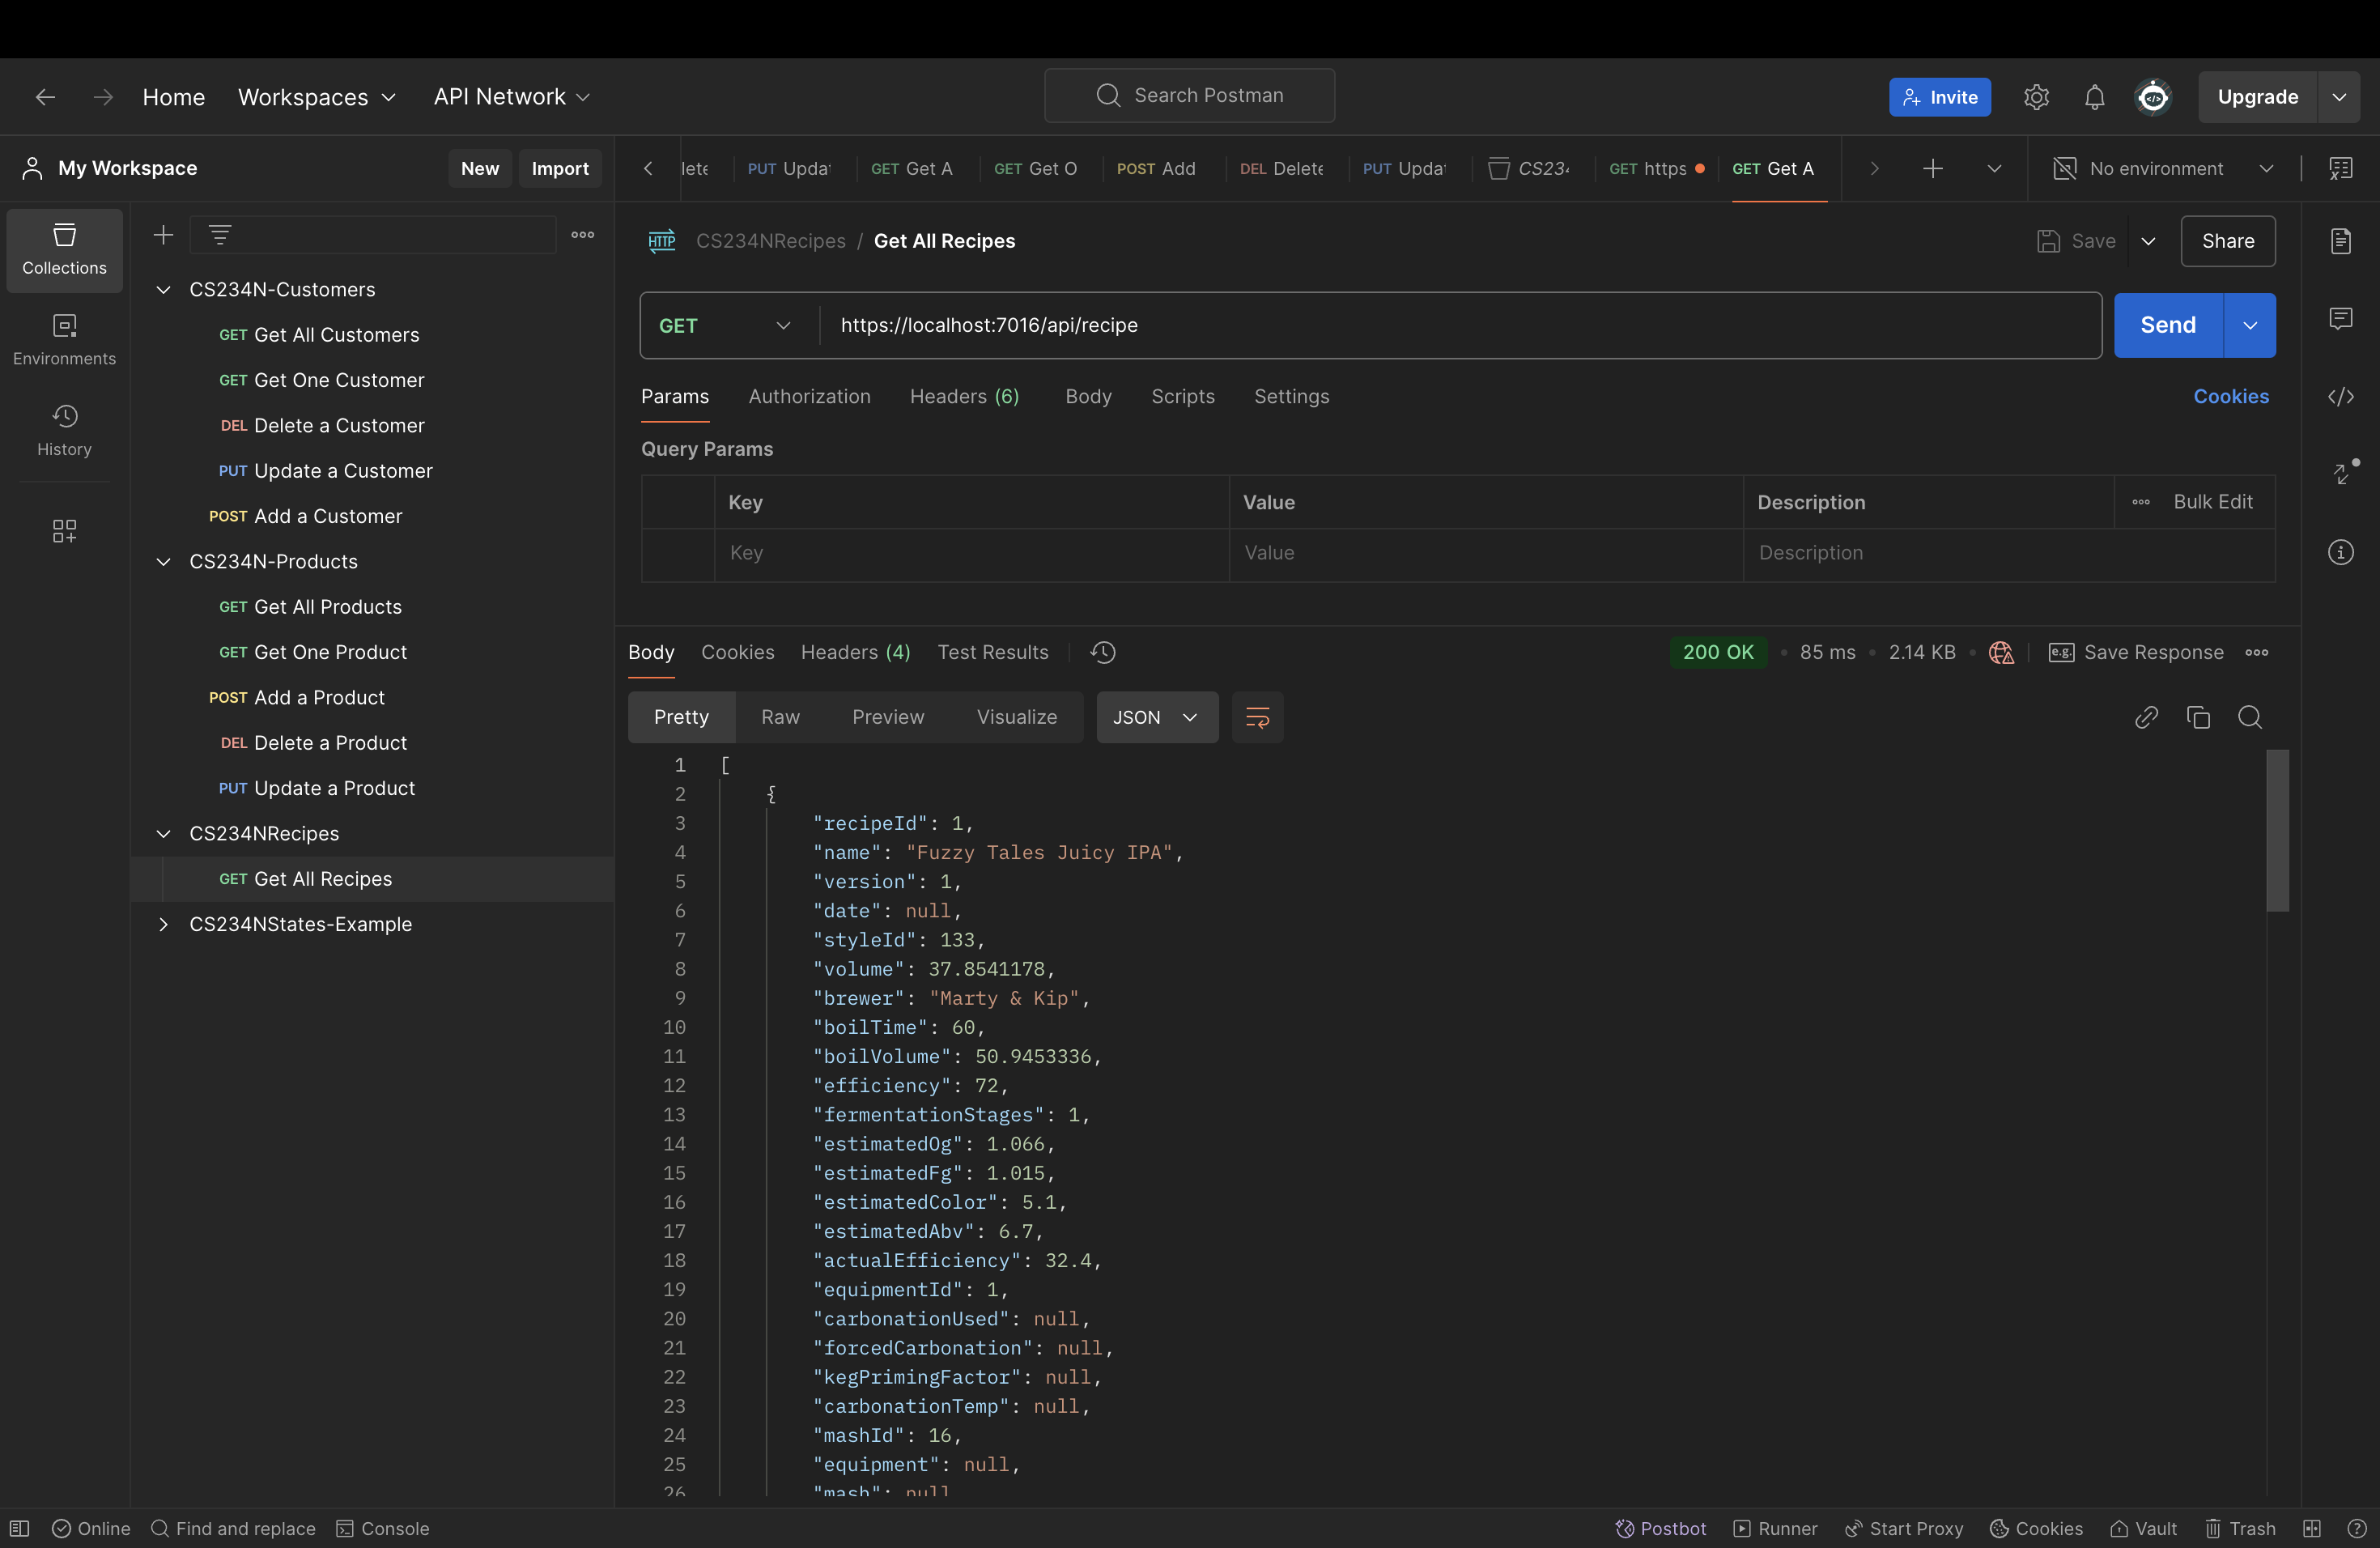 Home Workspaces API Network Search Postman Invite Upgrade
My Workspace New Import
lete PUT Updat GET Get A GET Get O POST Add DEL Delete PUT Updat CS234 GET https GET Get A No environment
Collections
Environments
History
CS234N-Customers
GET Get All Customers
GET Get One Customer
DEL Delete a Customer
PUT Update a Customer
POST Add a Customer
CS234N-Products
GET Get All Products
GET Get One Product
POST Add a Product
DEL Delete a Product
PUT Update a Product
CS234NRecipes
GET Get All Recipes
CS234NStates-Example
HTTP CS234NRecipes / Get All Recipes Save Share
GET https://localhost:7016/api/recipe Send
Params Authorization Headers (6) Body Scripts Settings Cookies
Query Params
Key Value Description Bulk Edit
Key Value Description
Body Cookies Headers (4) Test Results 200 OK • 85 ms • 2.14 KB • e.g. Save Response
Pretty Raw Preview Visualize JSON
1 [
2 {
3 "recipeId": 1,
4 "name": "Fuzzy Tales Juicy IPA",
5 "version": 1,
6 "date": null,
7 "styleId": 133,
8 "volume": 37.8541178,
9 "brewer": "Marty & Kip",
10 "boilTime": 60,
11 "boilVolume": 50.9453336,
12 "efficiency": 72,
13 "fermentationStages": 1,
14 "estimatedOg": 1.066,
15 "estimatedFg": 1.015,
16 "estimatedColor": 5.1,
17 "estimatedAbv": 6.7,
18 "actualEfficiency": 32.4,
19 "equipmentId": 1,
20 "carbonationUsed": null,
21 "forcedCarbonation": null,
22 "kegPrimingFactor": null,
23 "carbonationTemp": null,
24 "mashId": 16,
25 "equipment": null,
26 "mash": null
Online Find and replace Console Postbot Runner Start Proxy Cookies Vault Trash